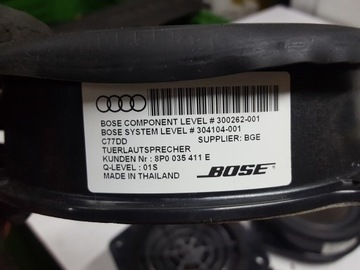 BOSE COMPONENT LEVEL # 300262-001
BOSE SYSTEM LEVEL # 304104-001
C77DD SUPPLIER: BGE
TUERLAUTSPRECHER
KUNDEN Nr : 8P0 035 411 E
Q-LEVEL : 01S
MADE IN THAILAND
BOSE